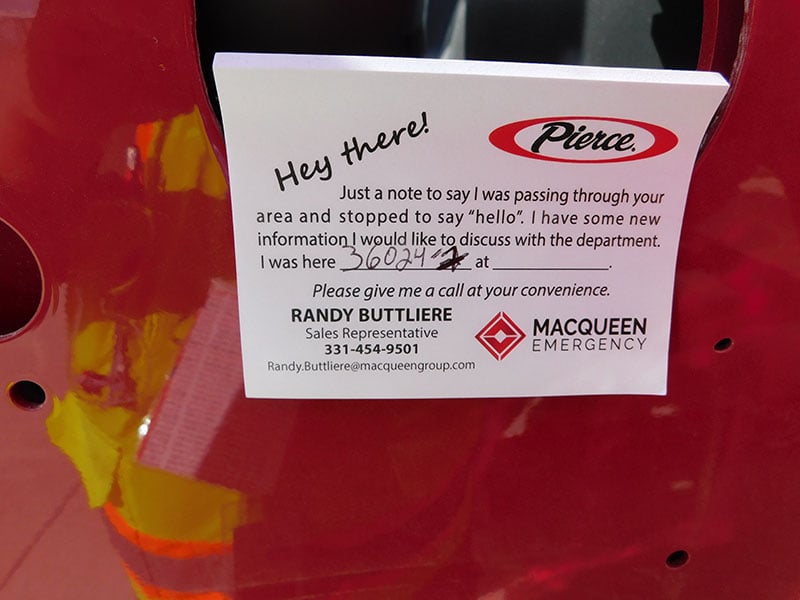 Hey there!
Pierce.
Just a note to say I was passing through your
area and stopped to say “hello”. I have some new
information I would like to discuss with the department.
I was here 36024 at ____________.
Please give me a call at your convenience.
RANDY BUTTLIERE
Sales Representative
331-454-9501
Randy.Buttliere@macqueengroup.com
MACQUEEN
EMERGENCY